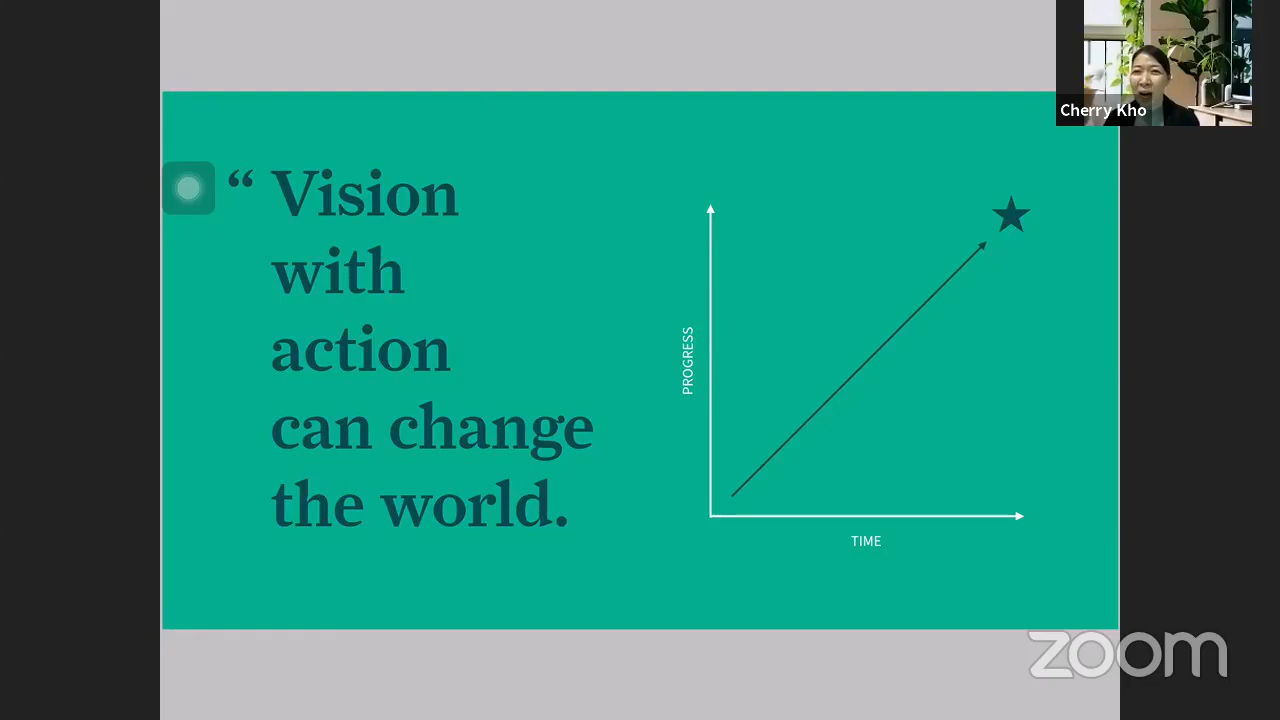 Cherry Kho
“ Vision
with
action
can change
the world.
PROGRESS
TIME
zoom